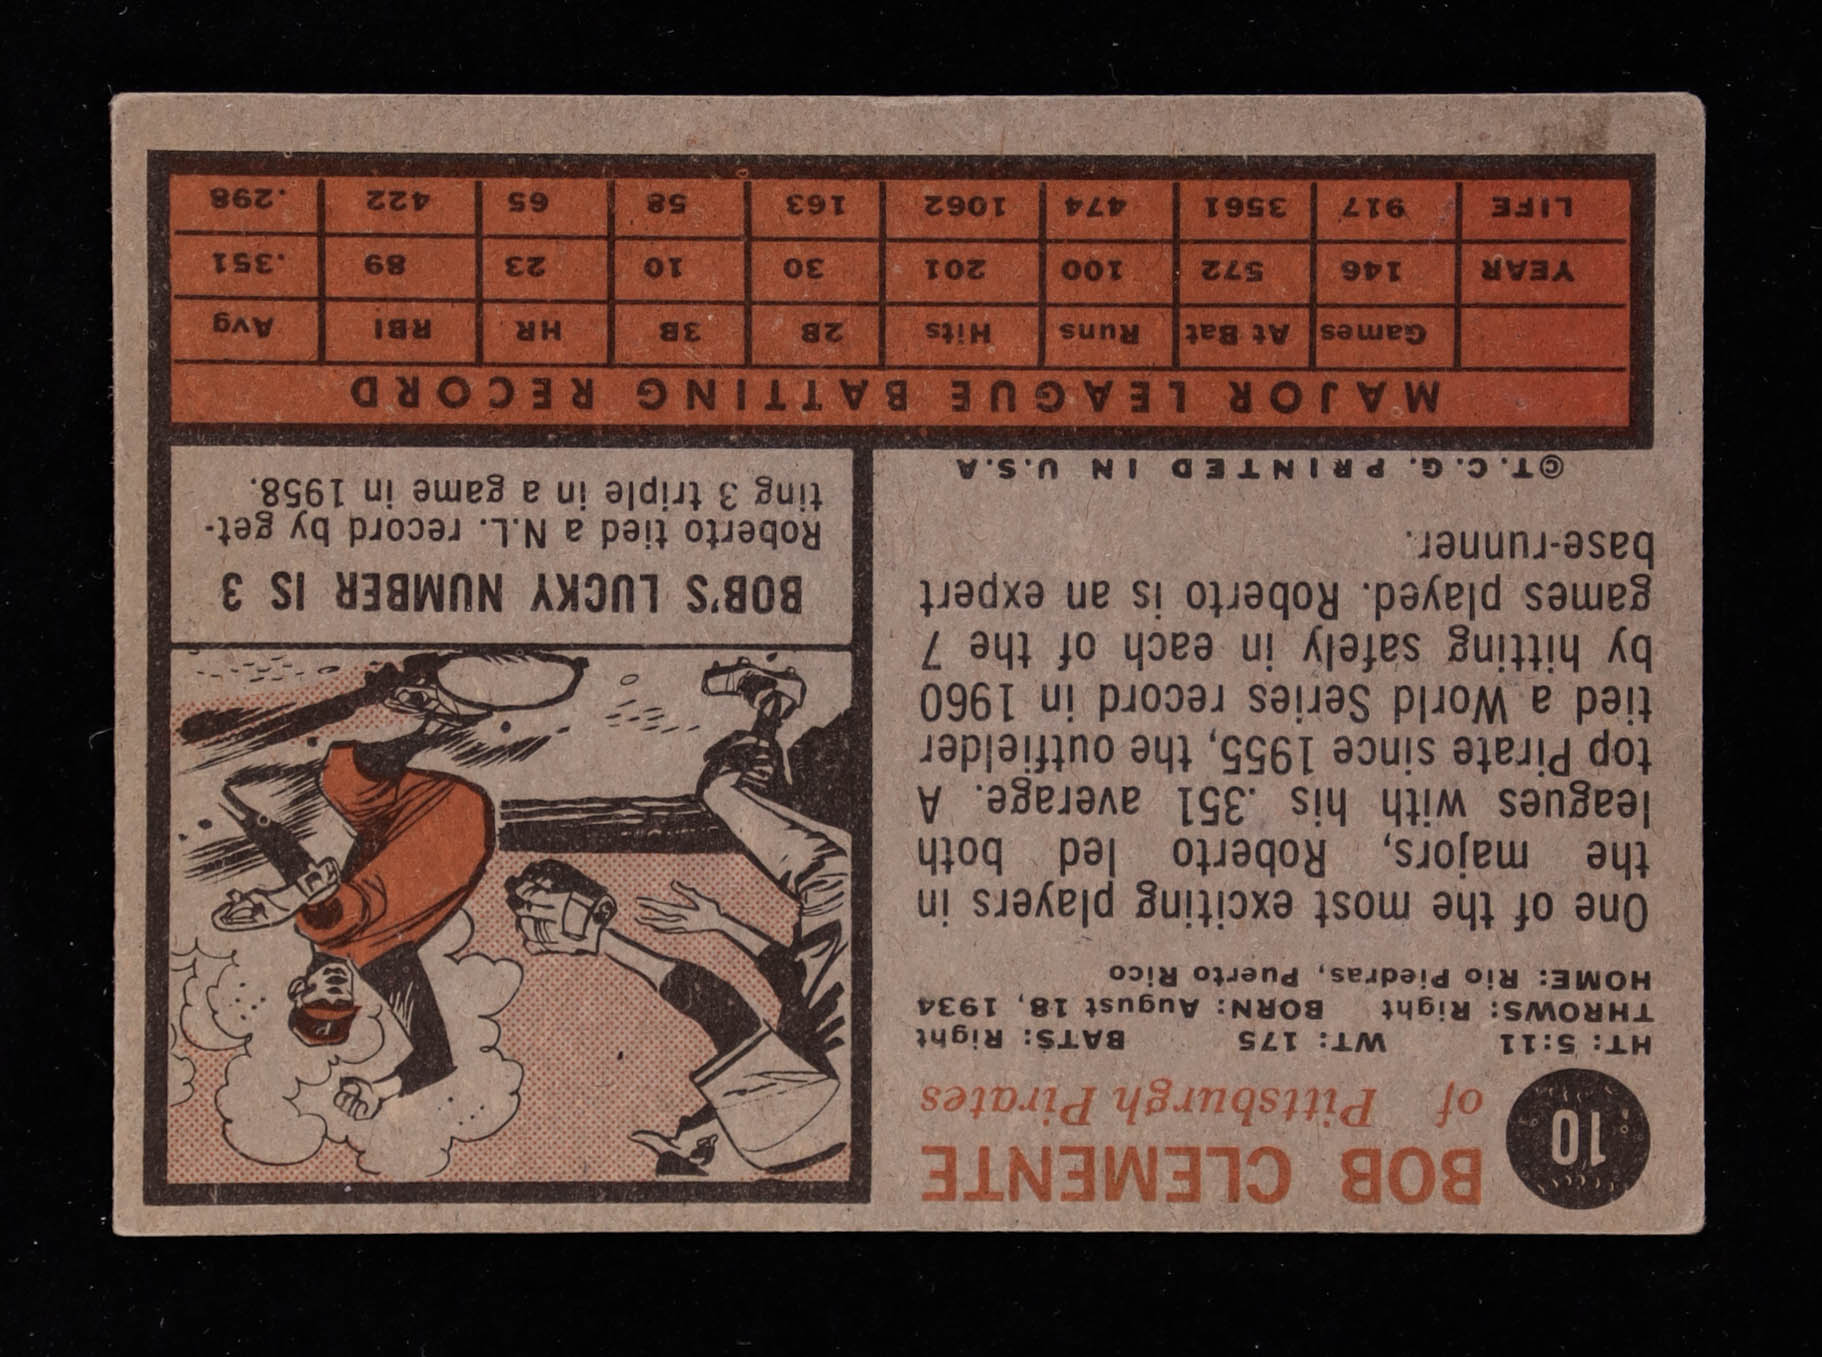 10
BOB CLEMENTE
of Pittsburgh Pirates
HT: 5:11 WT: 175 BATS: Right
THROWS: Right BORN: August 18, 1934
HOME: Rio Piedras, Puerto Rico
One of the most exciting players in
the majors, Roberto led both
leagues with his .351 average. A
top Pirate since 1955, the outfielder
tied a World Series record in 1960
by hitting safely in each of the 7
games played. Roberto is an expert
base-runner.
©T.C.G. PRINTED IN U.S.A
P
BOB'S LUCKY NUMBER IS 3
Roberto tied a N.L. record by get-
ting 3 triple in a game in 1958.
MAJOR LEAGUE BATTING RECORD
Games At Bat Runs Hits 2B 3B HR RBI Avg
YEAR 146 572 100 201 30 10 23 89 .351
LIFE 917 3561 474 1062 163 58 65 422 .298